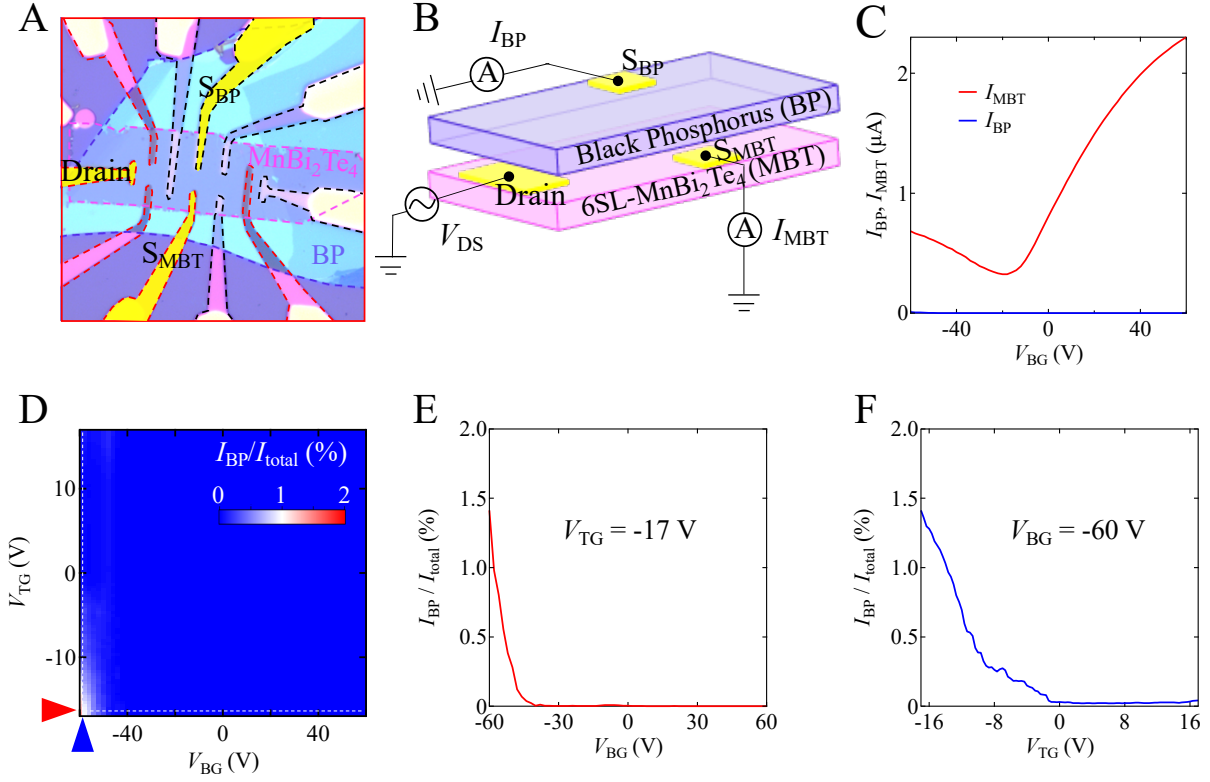 A
S_BP
MnBi₂Te₄
Drain
S_MBT
BP
B
I_BP
A
S_BP
Black Phosphorus (BP)
S_MBT
Drain
6SL-MnBi₂Te₄ (MBT)
V_DS
A
I_MBT
C
I_BP, I_MBT (μA)
2
1
0
I_MBT
I_BP
-40 0 40
V_BG (V)
D
I_BP/I_total (%)
0 1 2
V_TG (V)
10
0
-10
-40 0 40
V_BG (V)
E
I_BP / I_total (%)
2.0
1.5
1.0
0.5
0
V_TG = -17 V
-60 -30 0 30 60
V_BG (V)
F
I_BP / I_total (%)
2.0
1.5
1.0
0.5
0
V_BG = -60 V
-16 -8 0 8 16
V_TG (V)